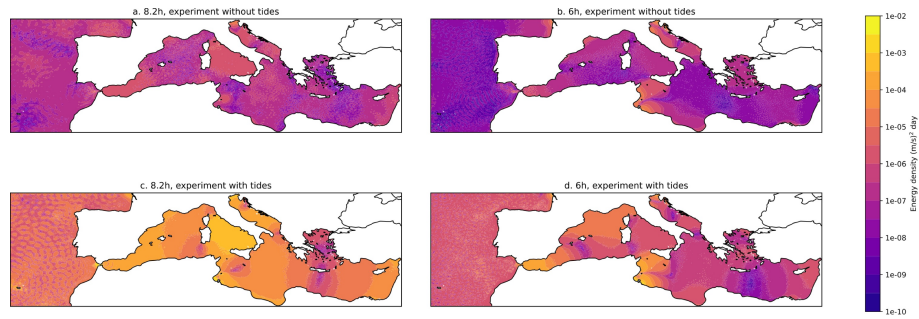 a. 8.2h, experiment without tides
b. 6h, experiment without tides
c. 8.2h, experiment with tides
d. 6h, experiment with tides
1e-02
1e-03
1e-04
1e-05
1e-06
1e-07
1e-08
1e-09
1e-10
Energy density (m/s)² day